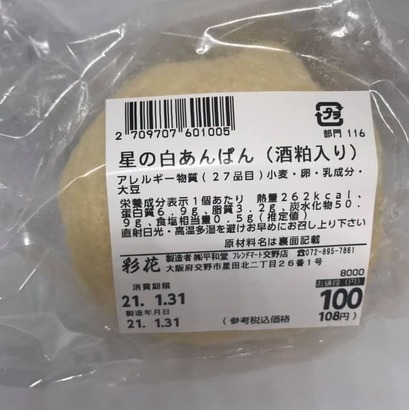 2 709707 601005
プラ
部門 116
星の白あんぱん（酒粕入り）
アレルギー物質(27品目)小麦・卵・乳成分・
大豆
栄養成分表示1個あたり 熱量262kcal、
蛋白質6.9g、脂質3.2g、炭水化物50.
9g、食塩相当量0.5g(推定値)
直射日光・高温多湿を避けお早めにお召し上り下さい
原材料名は裏面記載
彩花 製造者 ㈱平和堂 フレンドマート交野店 ☎072-895-7861
大阪府交野市星田北二丁目26番1号
8000
消費期限
21. 1.31
お値段(円)
100
108円)
製造年月日
21. 1.31
(参考税込価格